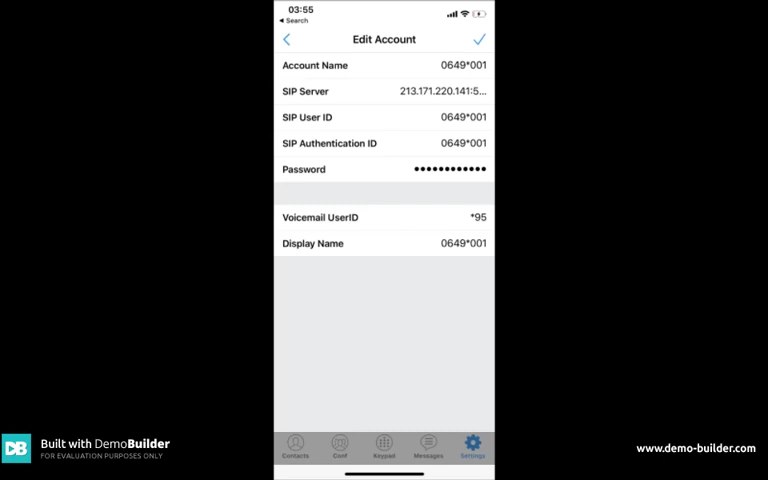 03:55
◄ Search
Edit Account
Account Name 0649*001
SIP Server 213.171.220.141:5...
SIP User ID 0649*001
SIP Authentication ID 0649*001
Password ●●●●●●●●●●●●
Voicemail UserID *95
Display Name 0649*001
Contacts Conf Keypad Messages Settings
DB Built with DemoBuilder
FOR EVALUATION PURPOSES ONLY
www.demo-builder.com